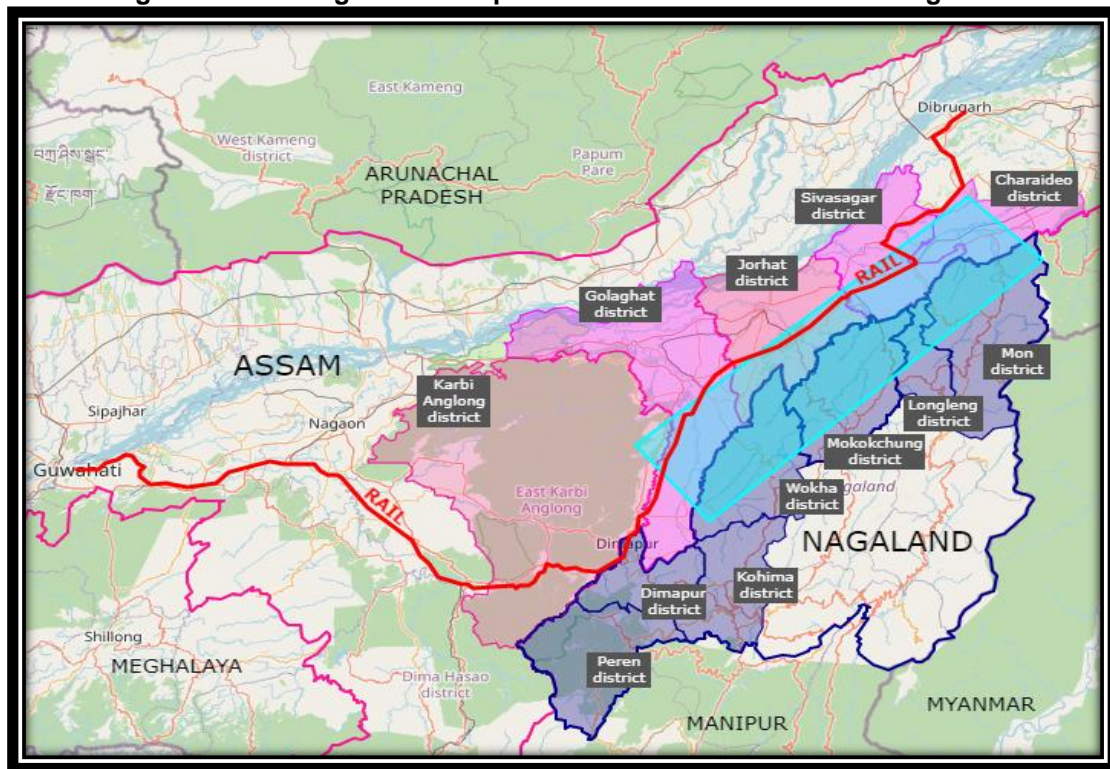 East Kameng
Dibrugarh
West Kameng
district
Papum
Pare
ARUNACHAL
PRADESH
Charaideo
district
Sivasagar
district
RAIL
Jorhat
district
Golaghat
district
Mon
district
ASSAM
Karbi
Anglong
district
Longleng
district
Sipajhar
Nagaon
Mokokchung
district
Guwahati
East Karbi
Anglong
Wokha
district
RAIL
NAGALAND
Dimapur
Kohima
district
Dimapur
district
Shillong
MEGHALAYA
Peren
district
Dima Hasao
district
MYANMAR
MANIPUR